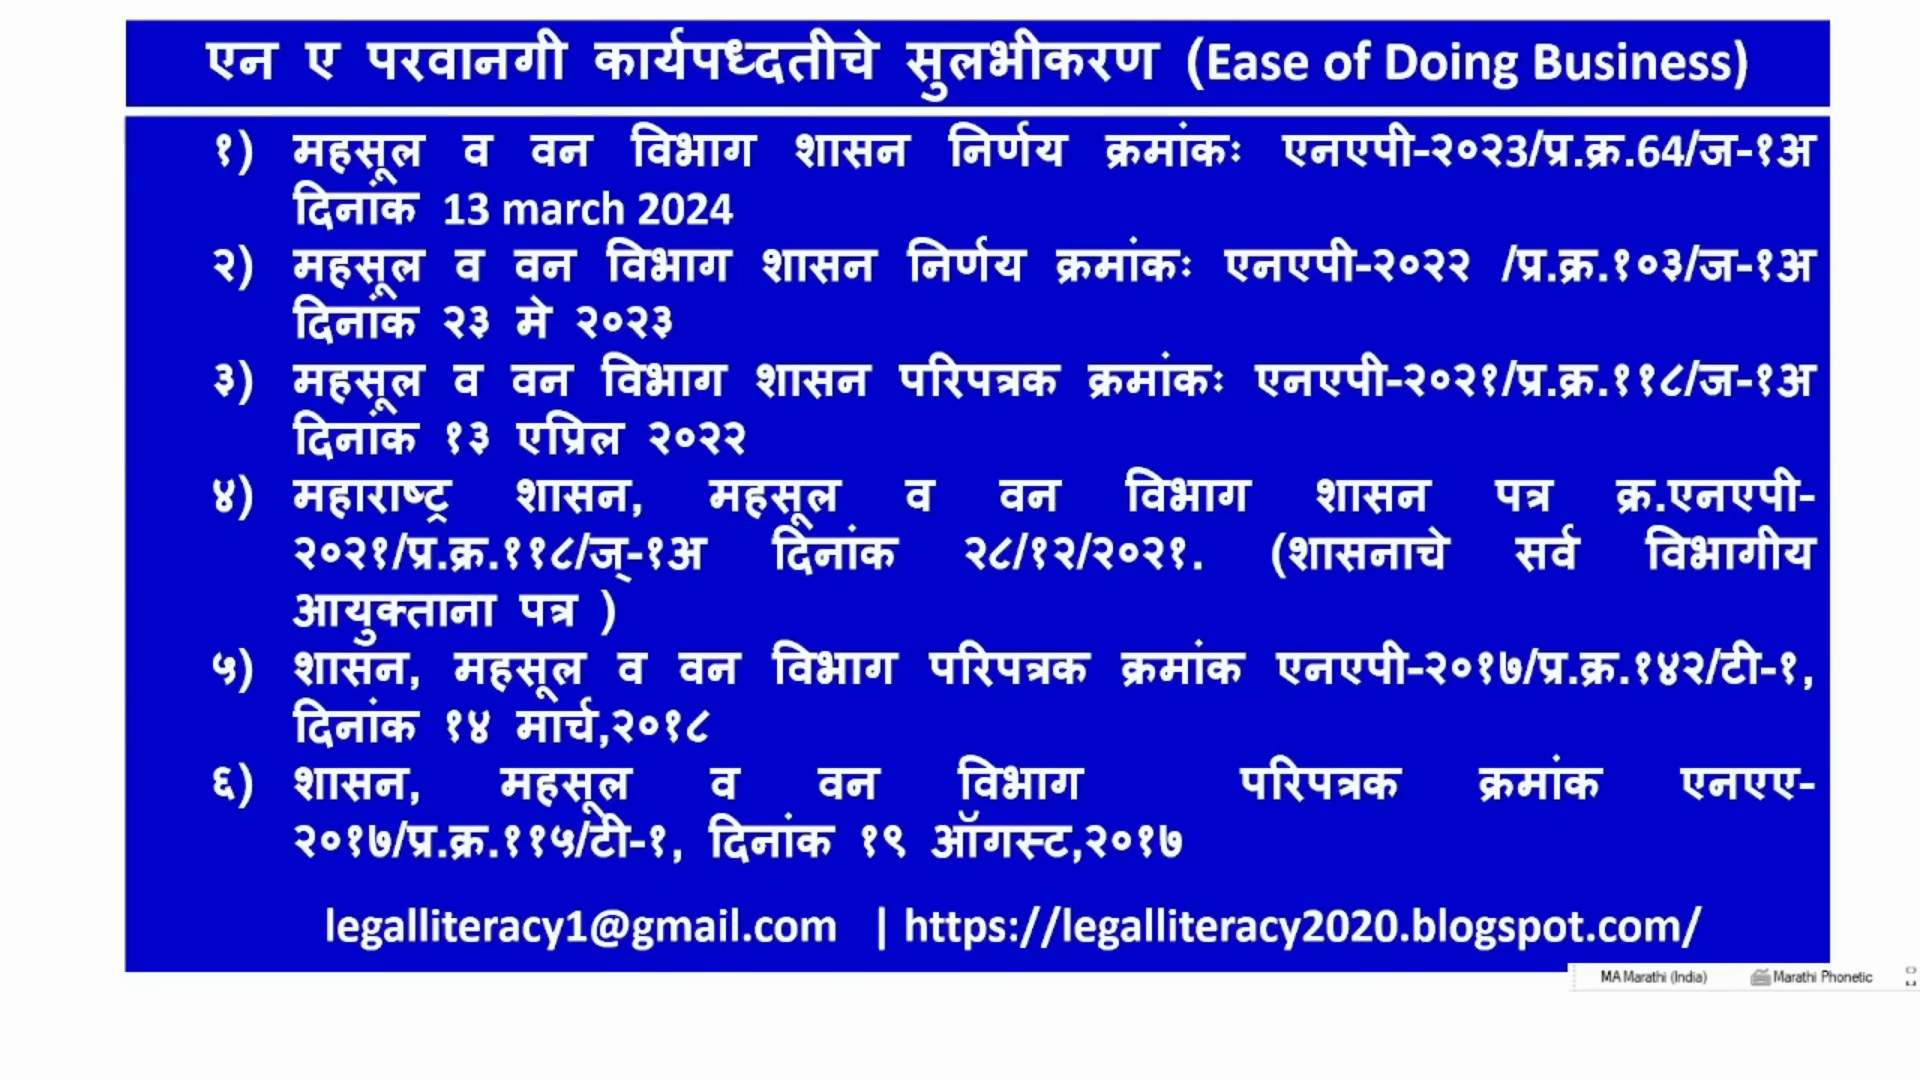 एन ए परवानगी कार्यपध्दतीचे सुलभीकरण (Ease of Doing Business)
१) महसूल व वन विभाग शासन निर्णय क्रमांकः एनएपी-२०२3/प्र.क्र.64/ज-१अ
दिनांक 13 march 2024
२) महसूल व वन विभाग शासन निर्णय क्रमांकः एनएपी-२०२२ /प्र.क्र.१०३/ज-१अ
दिनांक २३ मे २०२३
३) महसूल व वन विभाग शासन परिपत्रक क्रमांकः एनएपी-२०२१/प्र.क्र.११८/ज-१अ
दिनांक १३ एप्रिल २०२२
४) महाराष्ट्र शासन, महसूल व वन विभाग शासन पत्र क्र.एनएपी-
२०२१/प्र.क्र.११८/ज्-१अ दिनांक २८/१२/२०२१. (शासनाचे सर्व विभागीय
आयुक्ताना पत्र )
५) शासन, महसूल व वन विभाग परिपत्रक क्रमांक एनएपी-२०१७/प्र.क्र.१४२/टी-१,
दिनांक १४ मार्च,२०१८
६) शासन, महसूल व वन विभाग परिपत्रक क्रमांक एनएए-
२०१७/प्र.क्र.११५/टी-१, दिनांक १९ ऑगस्ट,२०१७
legalliteracy1@gmail.com | https://legalliteracy2020.blogspot.com/
MA Marathi (India) Marathi Phonetic